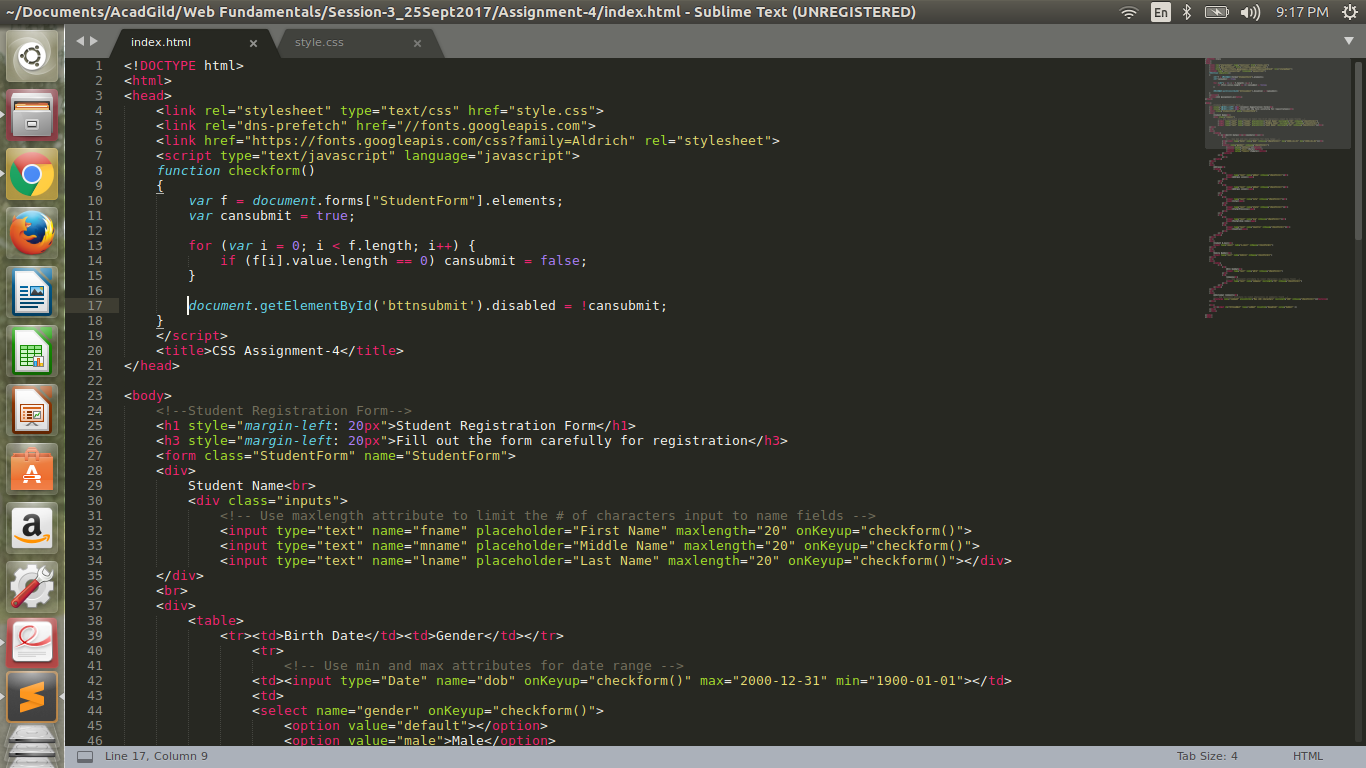 ~/Documents/AcadGild/Web Fundamentals/Session-3_25Sept2017/Assignment-4/index.html - Sublime Text (UNREGISTERED)
En
9:17 PM
index.html ×
style.css ×
1 <!DOCTYPE html>
2 <html>
3 <head>
4 <link rel="stylesheet" type="text/css" href="style.css">
5 <link rel="dns-prefetch" href="//fonts.googleapis.com">
6 <link href="https://fonts.googleapis.com/css?family=Aldrich" rel="stylesheet">
7 <script type="text/javascript" language="javascript">
8 function checkform()
9 {
10 var f = document.forms["StudentForm"].elements;
11 var cansubmit = true;
12
13 for (var i = 0; i < f.length; i++) {
14 if (f[i].value.length == 0) cansubmit = false;
15 }
16
17 document.getElementById('bttnsubmit').disabled = !cansubmit;
18 }
19 </script>
20 <title>CSS Assignment-4</title>
21 </head>
22
23 <body>
24 <!--Student Registration Form-->
25 <h1 style="margin-left: 20px">Student Registration Form</h1>
26 <h3 style="margin-left: 20px">Fill out the form carefully for registration</h3>
27 <form class="StudentForm" name="StudentForm">
28 <div>
29 Student Name<br>
30 <div class="inputs">
31 <!-- Use maxlength attribute to limit the # of characters input to name fields -->
32 <input type="text" name="fname" placeholder="First Name" maxlength="20" onKeyup="checkform()">
33 <input type="text" name="mname" placeholder="Middle Name" maxlength="20" onKeyup="checkform()">
34 <input type="text" name="lname" placeholder="Last Name" maxlength="20" onKeyup="checkform()"></div>
35 </div>
36 <br>
37 <div>
38 <table>
39 <tr><td>Birth Date</td><td>Gender</td></tr>
40 <tr>
41 <!-- Use min and max attributes for date range -->
42 <td><input type="Date" name="dob" onKeyup="checkform()" max="2000-12-31" min="1900-01-01"></td>
43 <td>
44 <select name="gender" onKeyup="checkform()">
45 <option value="default"></option>
46 <option value="male">Male</option>
Line 17, Column 9
Tab Size: 4
HTML